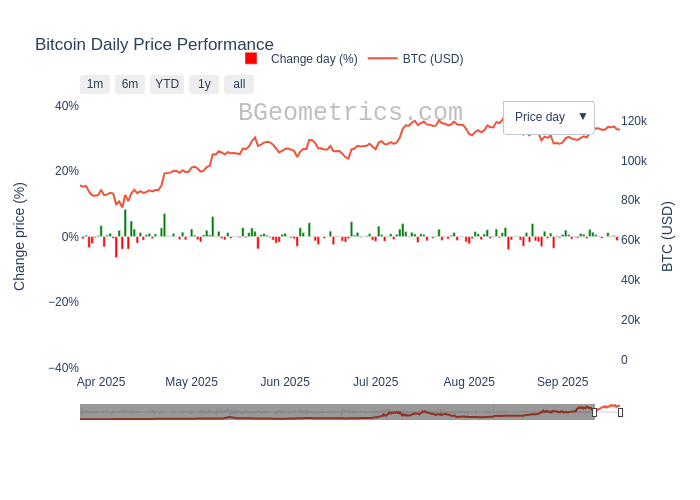 Bitcoin Daily Price Performance
Change day (%) BTC (USD)
1m 6m YTD 1y all
BGeometrics.com
Price day ▼
40%
20%
0%
−20%
−40%
Change price (%)
120k
100k
80k
60k
40k
20k
0
BTC (USD)
Apr 2025 May 2025 Jun 2025 Jul 2025 Aug 2025 Sep 2025